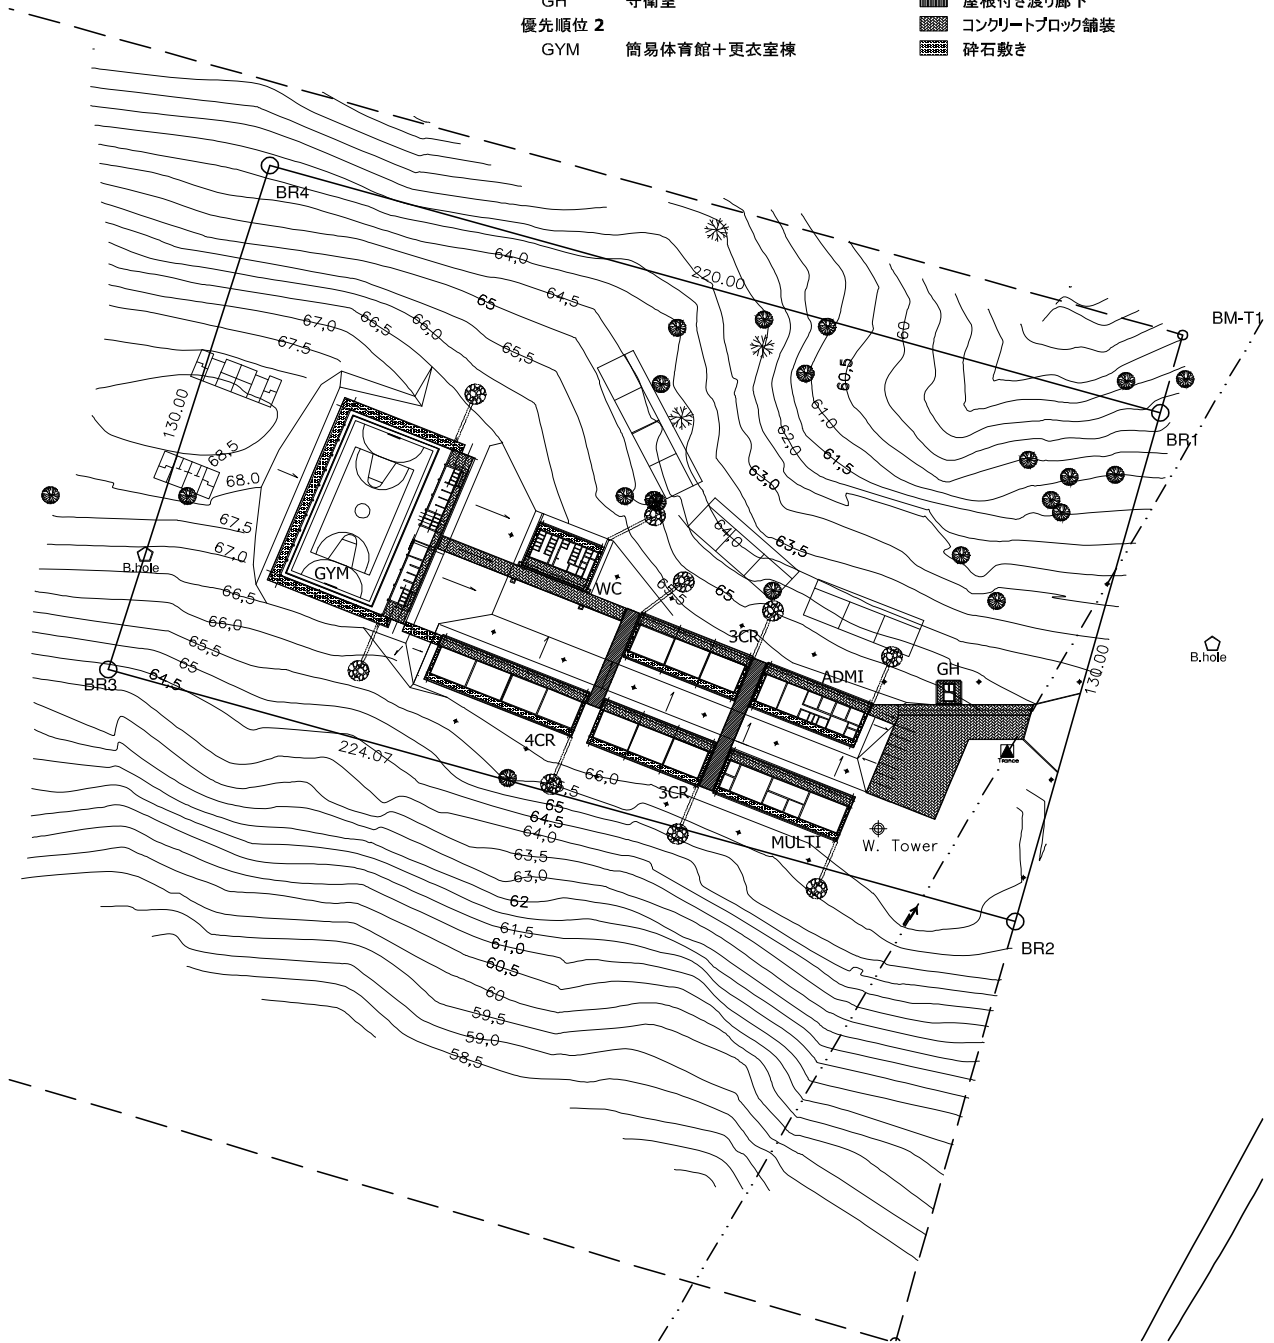 GH 守衛室
屋根付き渡り廊下
優先順位 2
コンクリートブロック舗装
GYM 簡易体育館＋更衣室棟
砕石敷き
BR4
64,0
220.00
64,5
65
BM-T1
67,0
66,5
66,0
60
67.5
65,5
60,5
130.00
61,0
BR1
62,0
68,5
61,5
68.0
63,0
67,5
64,0
63,5
67,0
B.hole
GYM
WC
65
66,5
66,0
3CR
B.hole
65,5
65
ADMI
GH
130.00
64,5
BR3
4CR
224.07
66,0
3CR
65
64,5
64,0
MULTI
W. Tower
63,5
63,0
62
61,5
61,0
BR2
60,5
60
59,5
59,0
58,5